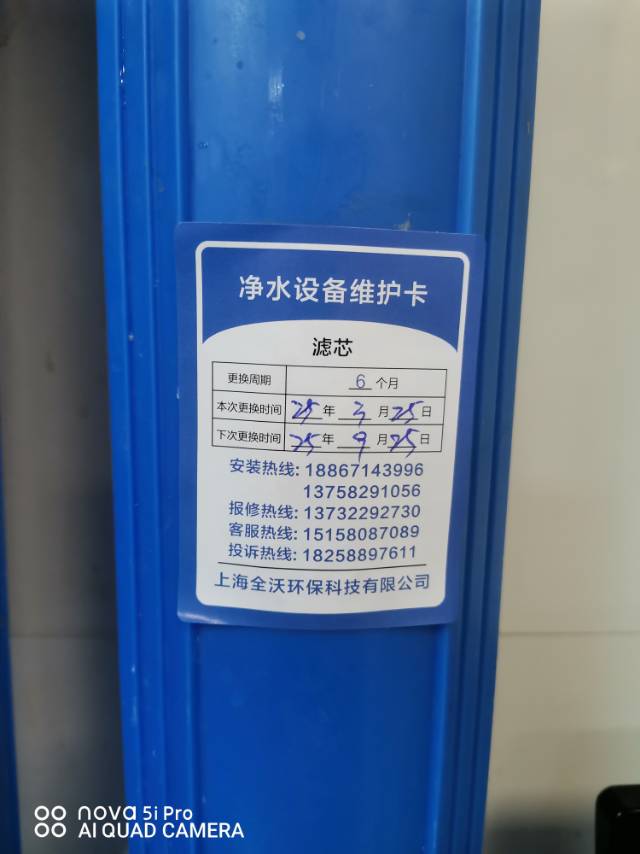 净水设备维护卡
滤芯
更换周期 6 个月
本次更换时间 25 年 3 月 25 日
下次更换时间 25 年 9 月 25 日
安装热线: 18867143996
13758291056
报修热线: 13732292730
客服热线: 15158087089
投诉热线: 18258897611
上海全沃环保科技有限公司
nova 5i Pro
AI QUAD CAMERA